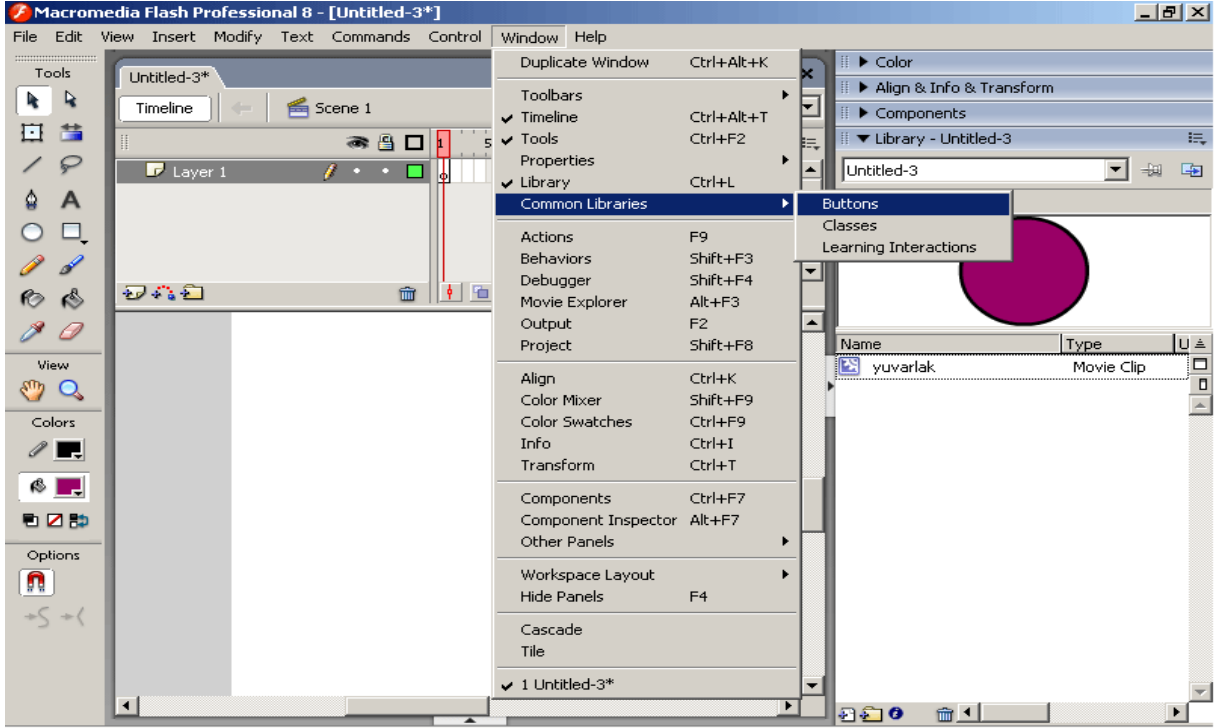 Macromedia Flash Professional 8 - [Untitled-3*]
File Edit View Insert Modify Text Commands Control Window Help
Tools
View
Colors
Options
Untitled-3*
Timeline
Scene 1
1 5
Layer 1
Duplicate Window Ctrl+Alt+K
Toolbars
Timeline Ctrl+Alt+T
Tools Ctrl+F2
Properties
Library Ctrl+L
Common Libraries
Actions F9
Behaviors Shift+F3
Debugger Shift+F4
Movie Explorer Alt+F3
Output F2
Project Shift+F8
Align Ctrl+K
Color Mixer Shift+F9
Color Swatches Ctrl+F9
Info Ctrl+I
Transform Ctrl+T
Components Ctrl+F7
Component Inspector Alt+F7
Other Panels
Workspace Layout
Hide Panels F4
Cascade
Tile
1 Untitled-3*
Buttons
Classes
Learning Interactions
Color
Align & Info & Transform
Components
Library - Untitled-3
Untitled-3
Name Type U
yuvarlak Movie Clip